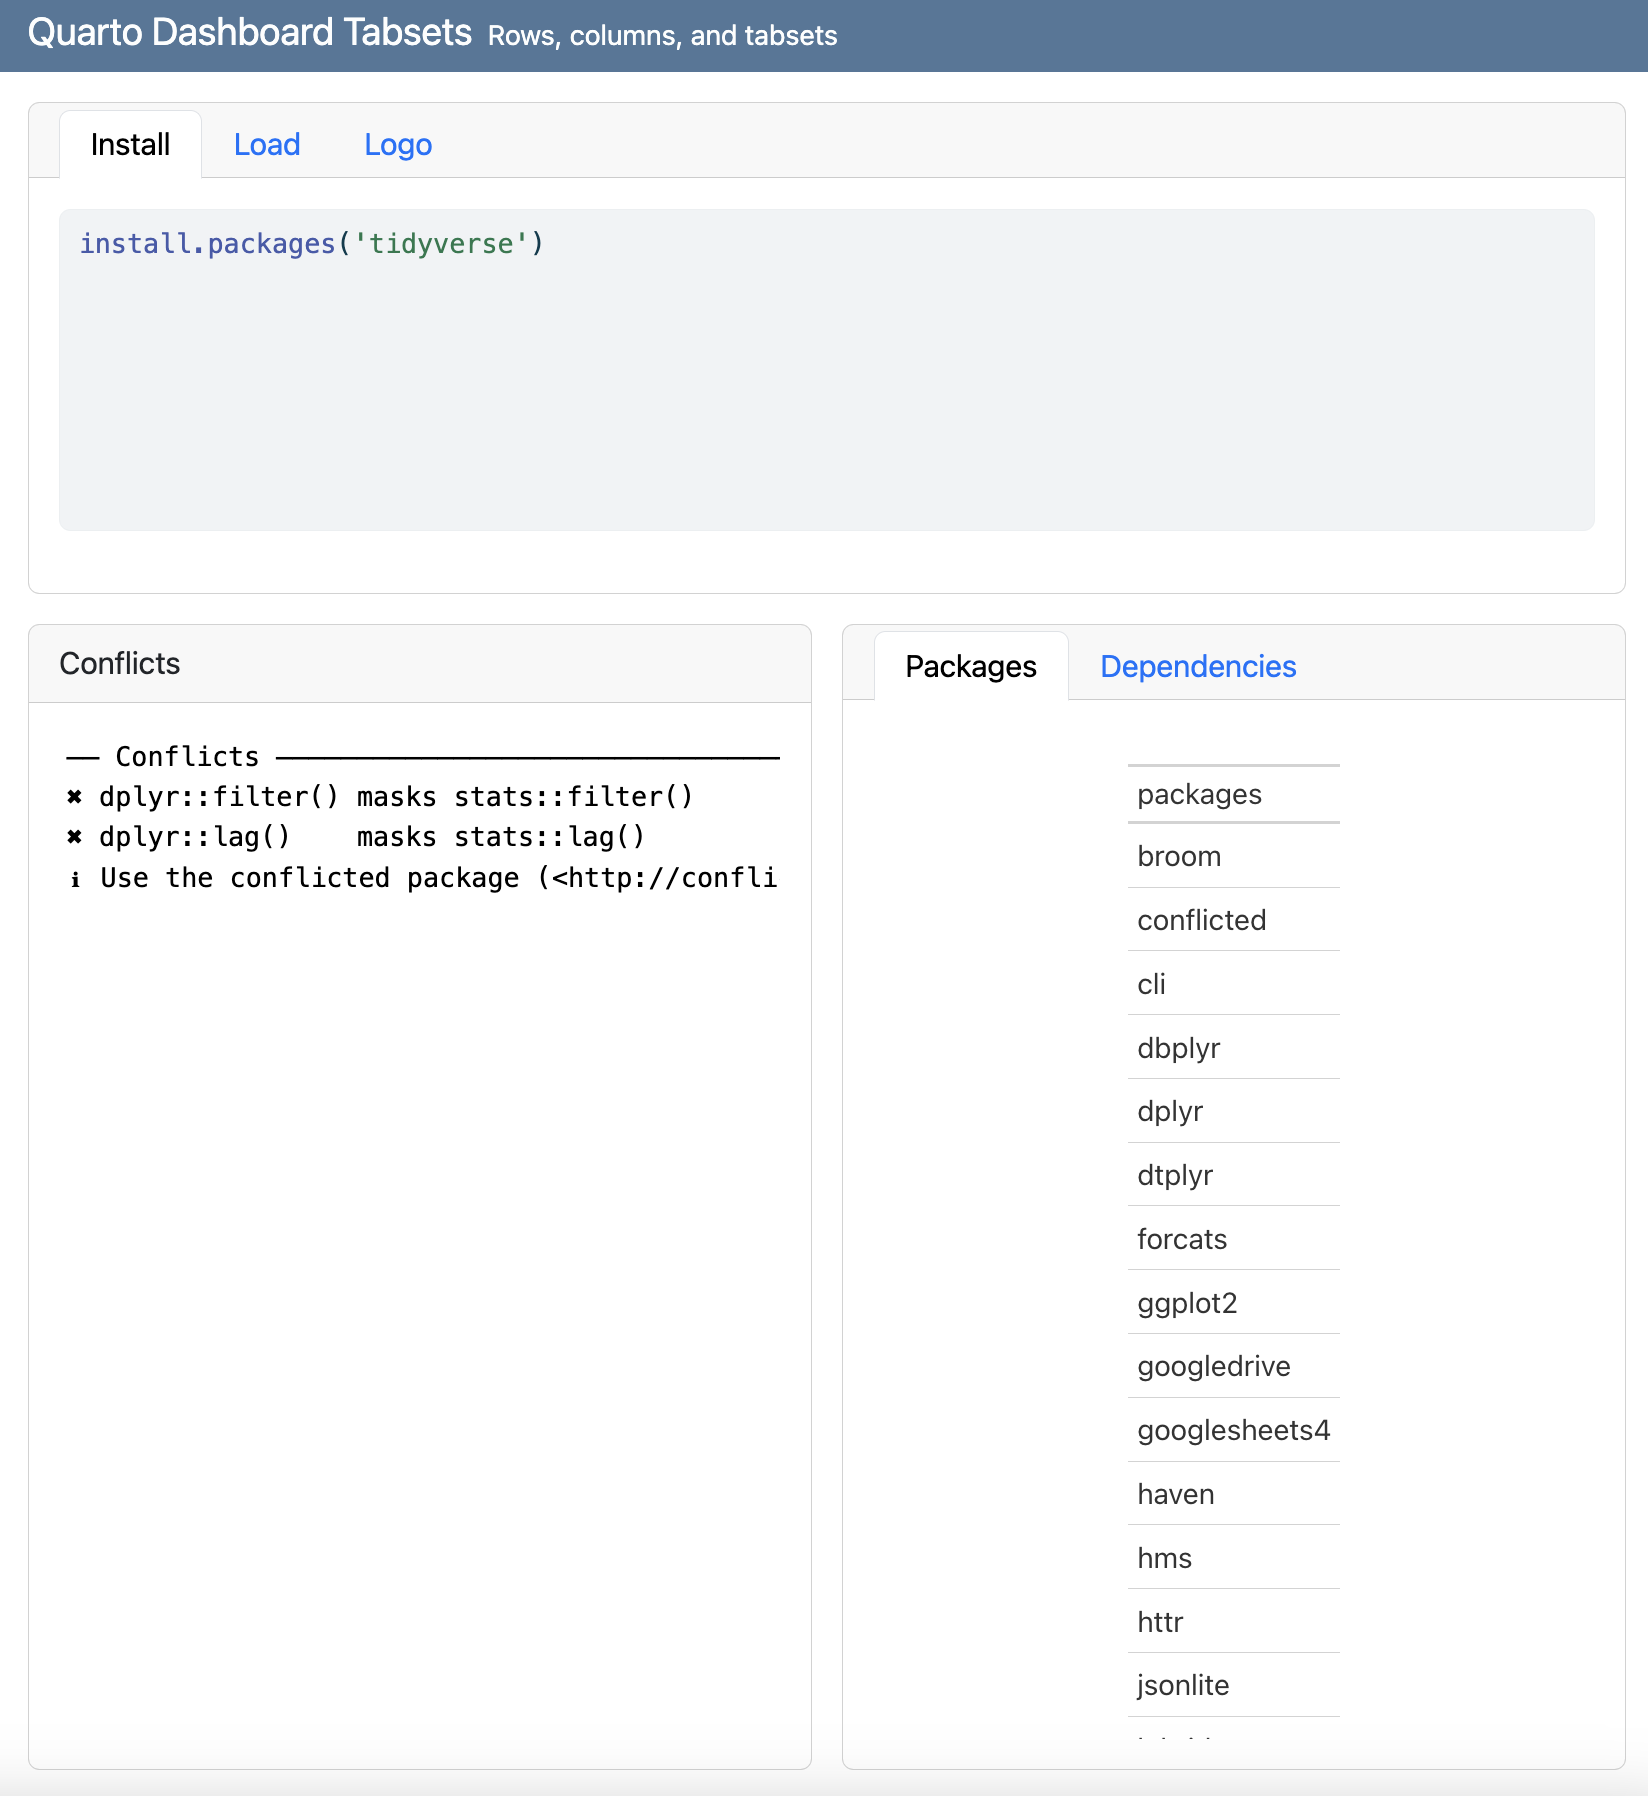 Quarto Dashboard Tabsets Rows, columns, and tabsets
Install Load Logo
install.packages('tidyverse')
Conflicts
── Conflicts ───────────────────────────────
✖ dplyr::filter() masks stats::filter()
✖ dplyr::lag()    masks stats::lag()
ℹ Use the conflicted package (<http://confli
Packages Dependencies
packages
broom
conflicted
cli
dbplyr
dplyr
dtplyr
forcats
ggplot2
googledrive
googlesheets4
haven
hms
httr
jsonlite